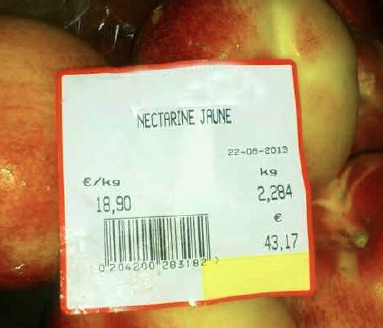 NECTARINE JAUNE
22-08-2013
€/kg kg
18,90 2,284
€
43,17
0 204200 283182